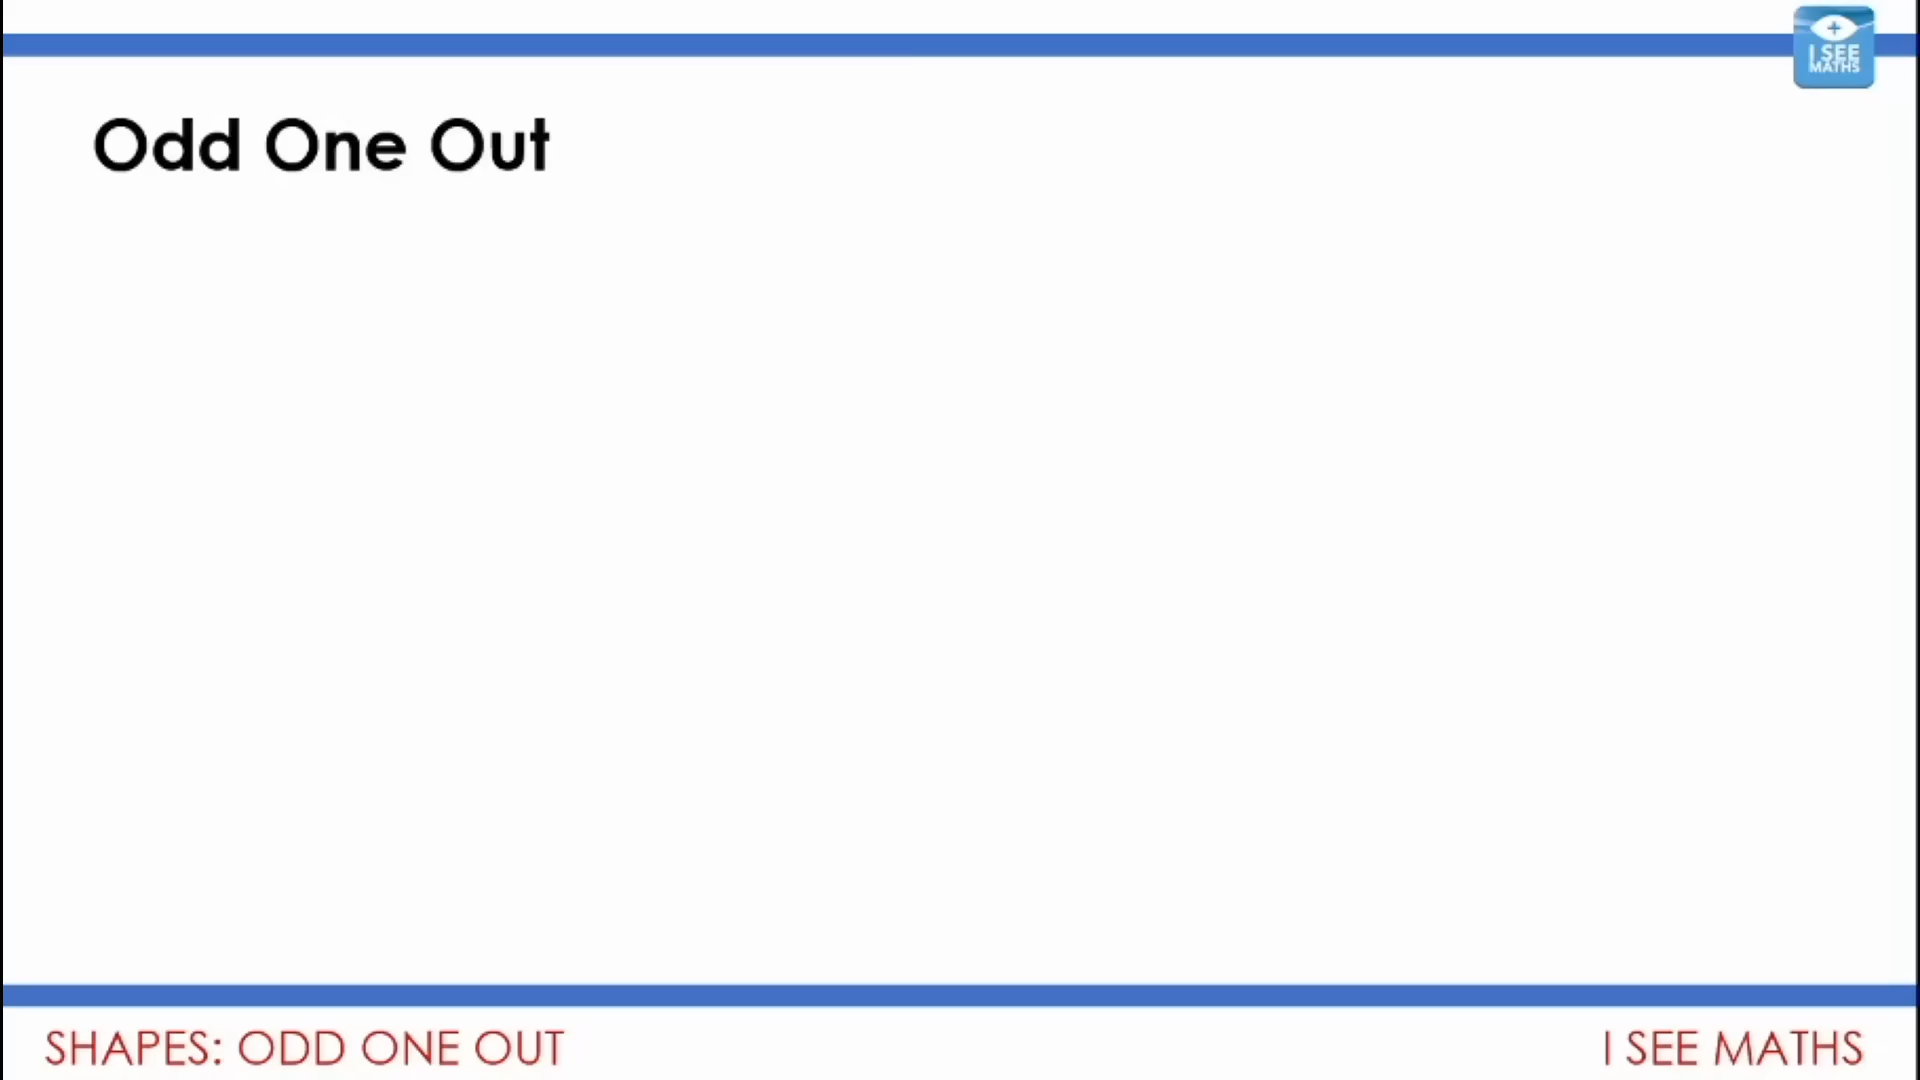 I SEE
MATHS
Odd One Out
SHAPES: ODD ONE OUT
I SEE MATHS